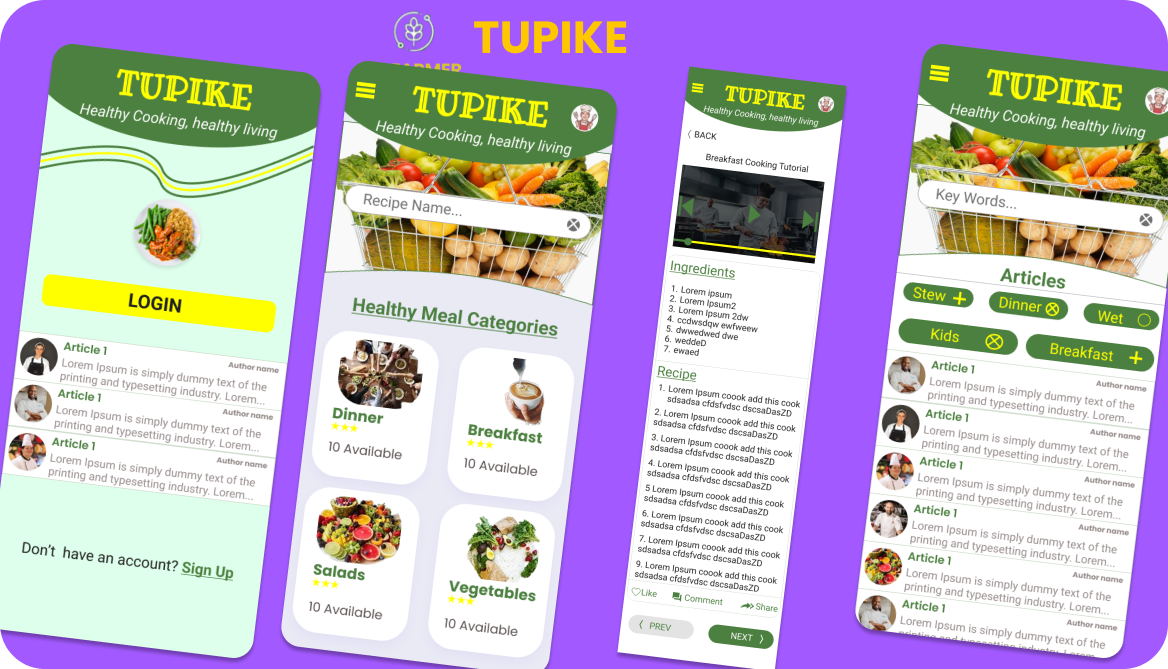 TUPIKE
FARMER
TUPIKE
Healthy Cooking, healthy living
LOGIN
Article 1
Author name
Lorem Ipsum is simply dummy text of the
printing and typesetting industry. Lorem...
Article 1
Author name
Lorem Ipsum is simply dummy text of the
printing and typesetting industry. Lorem...
Article 1
Author name
Lorem Ipsum is simply dummy text of the
printing and typesetting industry. Lorem...
Don't have an account? Sign Up
TUPIKE
Healthy Cooking, healthy living
Recipe Name...
Healthy Meal Categories
Dinner
10 Available
Breakfast
10 Available
Salads
10 Available
Vegetables
10 Available
TUPIKE
Healthy Cooking, healthy living
BACK
Breakfast Cooking Tutorial
Ingredients
1. Lorem ipsum
2. Lorem Ipsum2
3. Lorem Ipsum 2dw
4. ccdwsdqw ewfweew
5. dwwedwed dwe
6. weddeD
7. ewaed
Recipe
1. Lorem Ipsum coook add this cook
sdsadsa cfdsfvdsc dscsaDasZD
2. Lorem Ipsum coook add this cook
sdsadsa cfdsfvdsc dscsaDasZD
3. Lorem Ipsum coook add this cook
sdsadsa cfdsfvdsc dscsaDasZD
4. Lorem Ipsum coook add this cook
sdsadsa cfdsfvdsc dscsaDasZD
5 Lorem Ipsum coook add this cook
sdsadsa cfdsfvdsc dscsaDasZD
6. Lorem Ipsum coook add this cook
sdsadsa cfdsfvdsc dscsaDasZD
7. Lorem Ipsum coook add this cook
sdsadsa cfdsfvdsc dscsaDasZD
9. Lorem Ipsum coook add this cook
sdsadsa cfdsfvdsc dscsaDasZD
Like Comment Share
PREV NEXT
TUPIKE
Healthy Cooking, healthy living
Key Words...
Articles
Stew Dinner Wet
Kids Breakfast
Article 1
Author name
Lorem Ipsum is simply dummy text of the
printing and typesetting industry. Lorem...
Article 1
Author name
Lorem Ipsum is simply dummy text of the
printing and typesetting industry. Lorem...
Article 1
Author name
Lorem Ipsum is simply dummy text of the
printing and typesetting industry. Lorem...
Article 1
Author name
Lorem Ipsum is simply dummy text of the
printing and typesetting industry. Lorem...
Article 1
Author name
Lorem Ipsum is simply dummy text of the
printing and typesetting industry. Lorem...
Article 1
Author name
Lorem Ipsum is simply dummy text of the
printing and typesetting industry. Lorem...